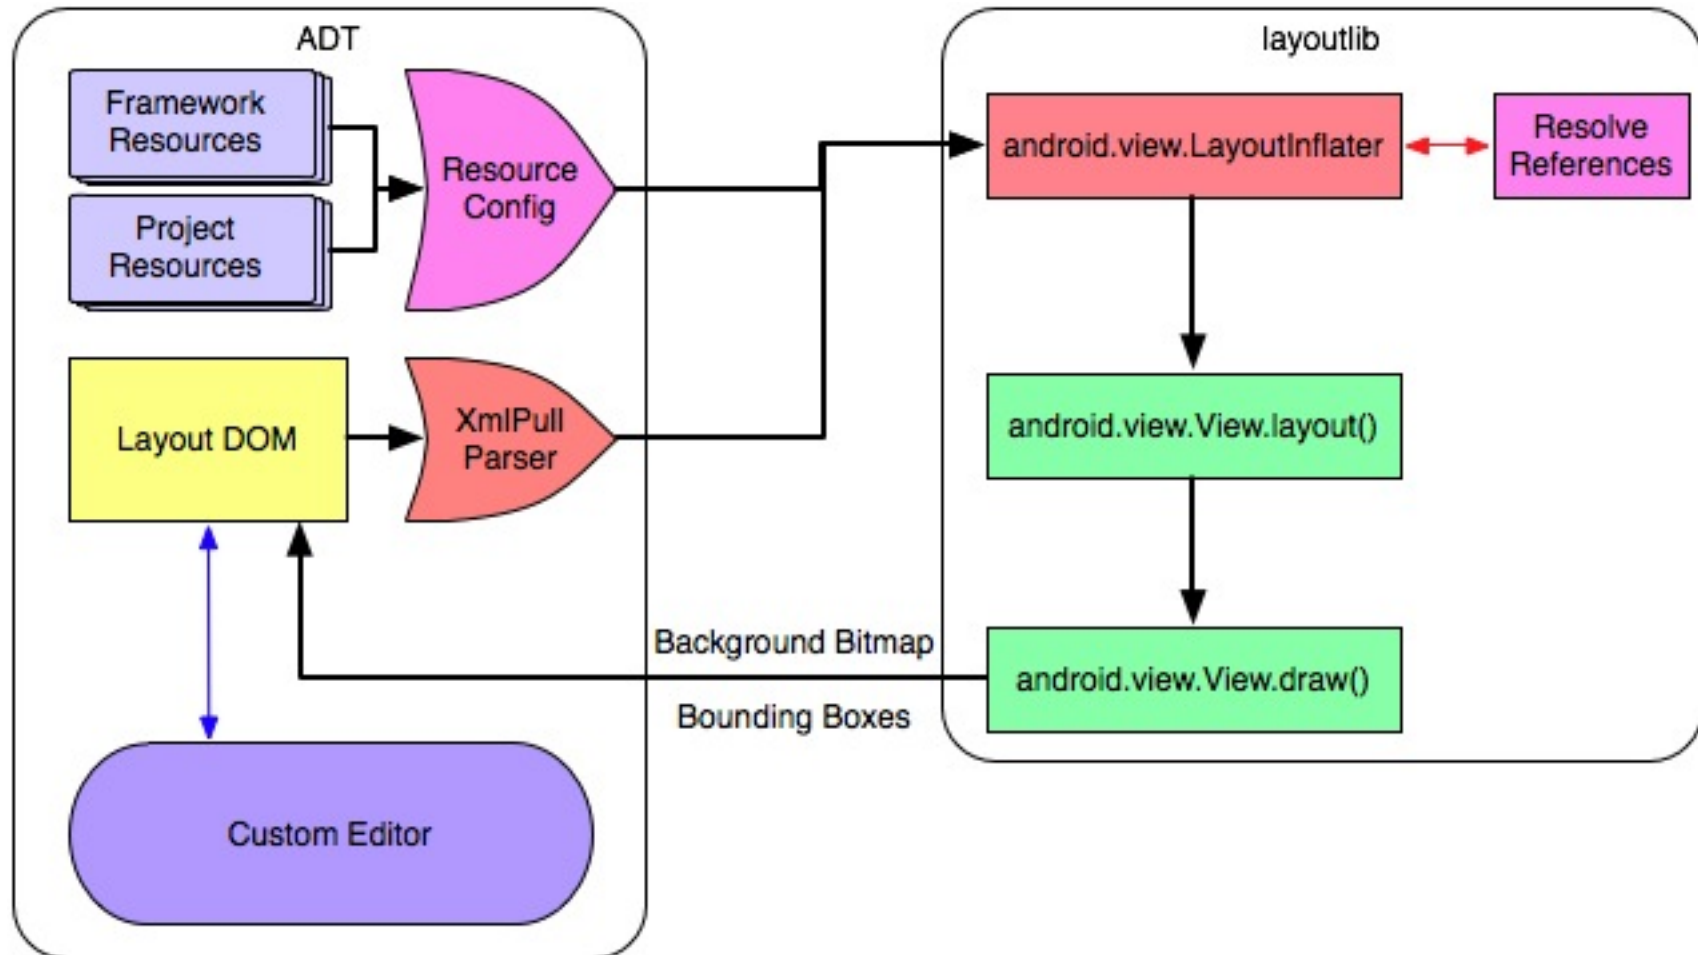 ADT
Framework
Resources
Project
Resources
Resource
Config
Layout DOM
XmlPull
Parser
Custom Editor
Background Bitmap
Bounding Boxes
layoutlib
android.view.LayoutInflater
Resolve
References
android.view.View.layout()
android.view.View.draw()